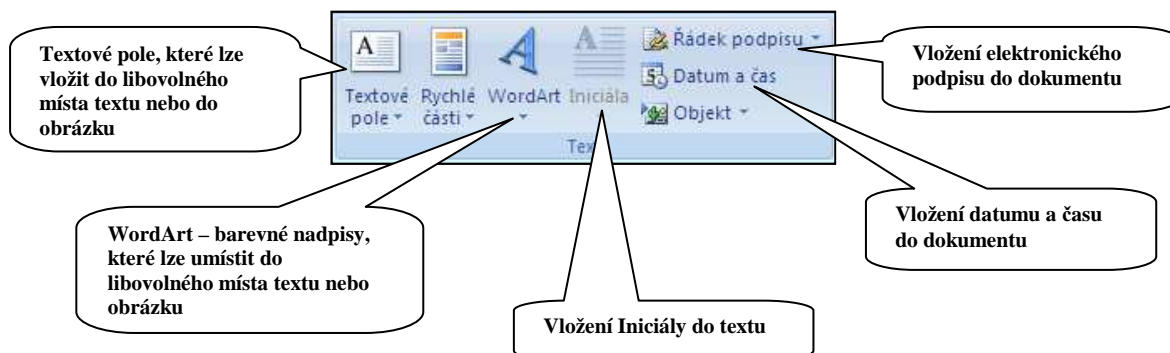 Textové pole, které lze
vložit do libovolného
místa textu nebo do
obrázku
Textové
pole
Rychlé
části
WordArt
Iniciála
Řádek podpisu
Datum a čas
Objekt
Vložení elektronického
podpisu do dokumentu
WordArt – barevné nadpisy,
které lze umístit do
libovolného místa textu nebo
obrázku
Vložení Iniciály do textu
Vložení datumu a času
do dokumentu